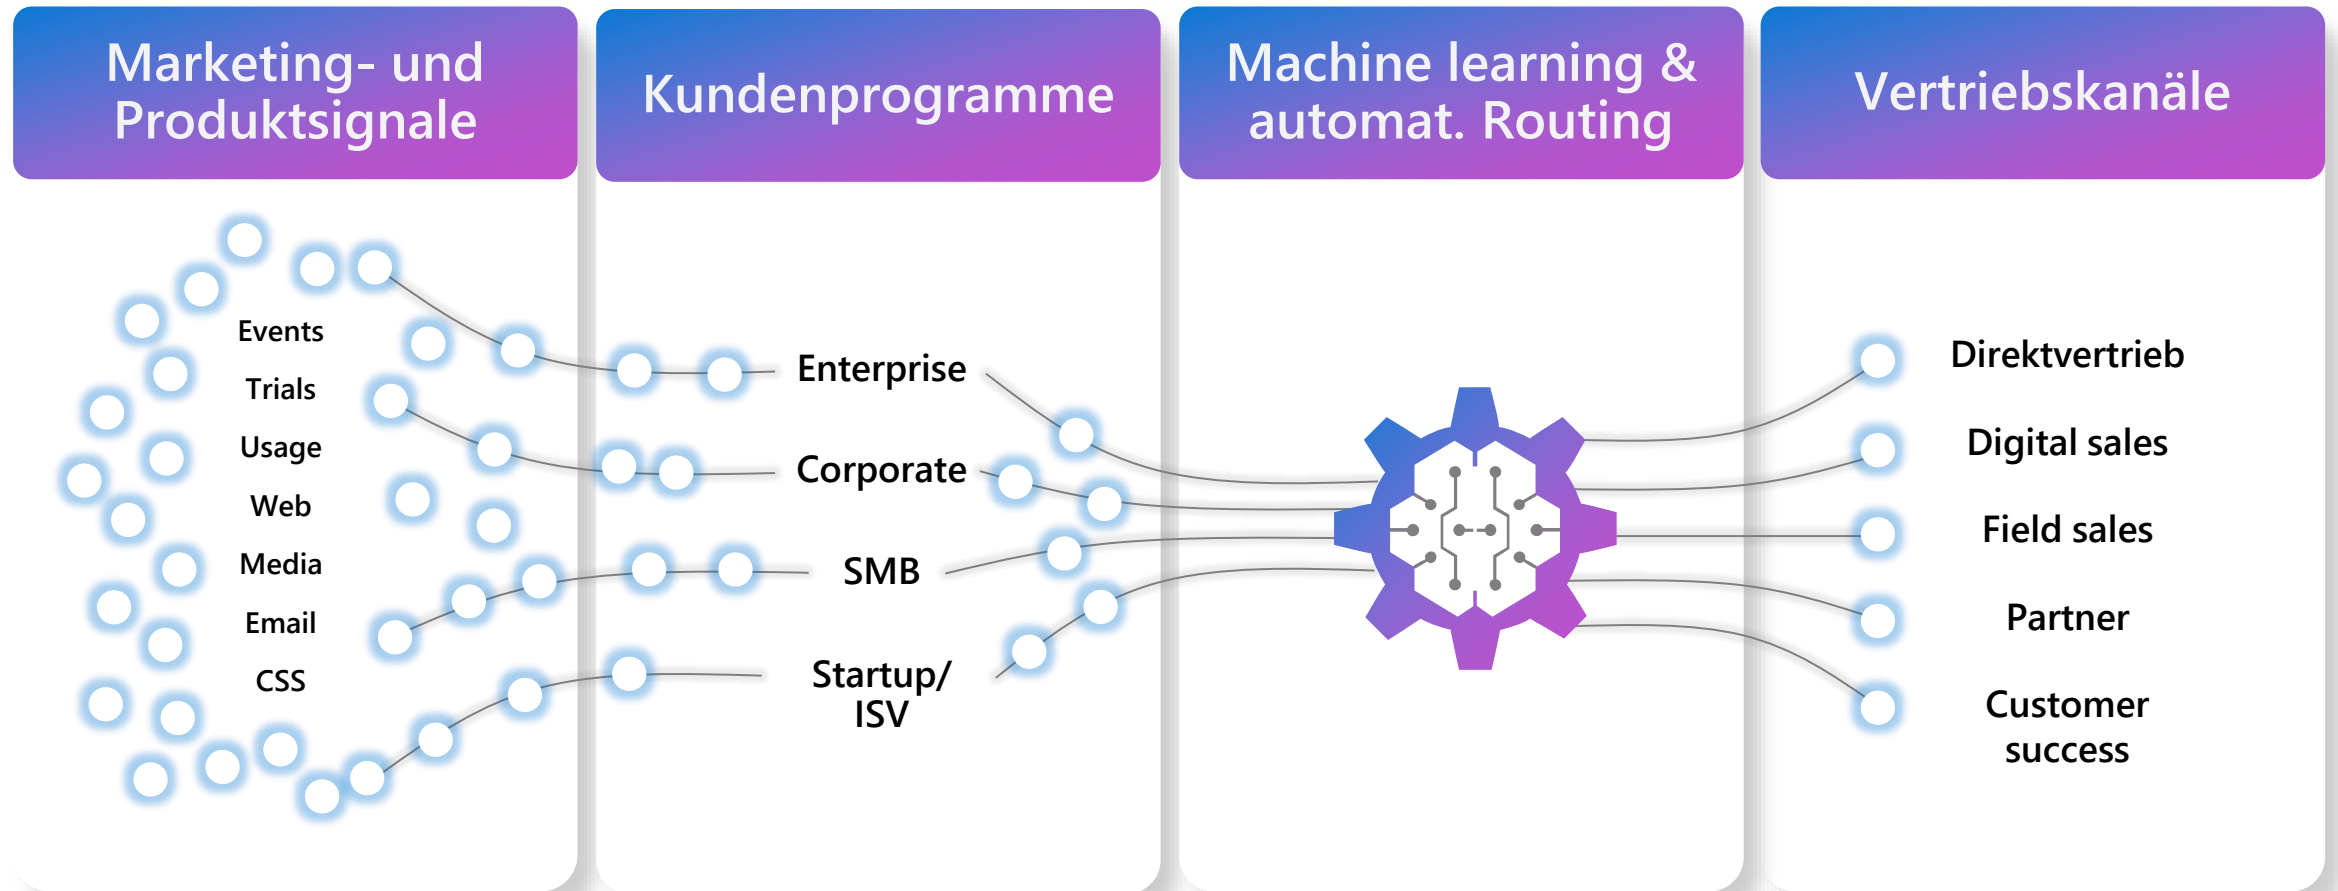 Marketing- und
Produktsignale
Kundenprogramme
Machine learning &
automat. Routing
Vertriebskanäle
Events
Trials
Usage
Web
Media
Email
CSS
Enterprise
Corporate
SMB
Startup/
ISV
Direktvertrieb
Digital sales
Field sales
Partner
Customer
success